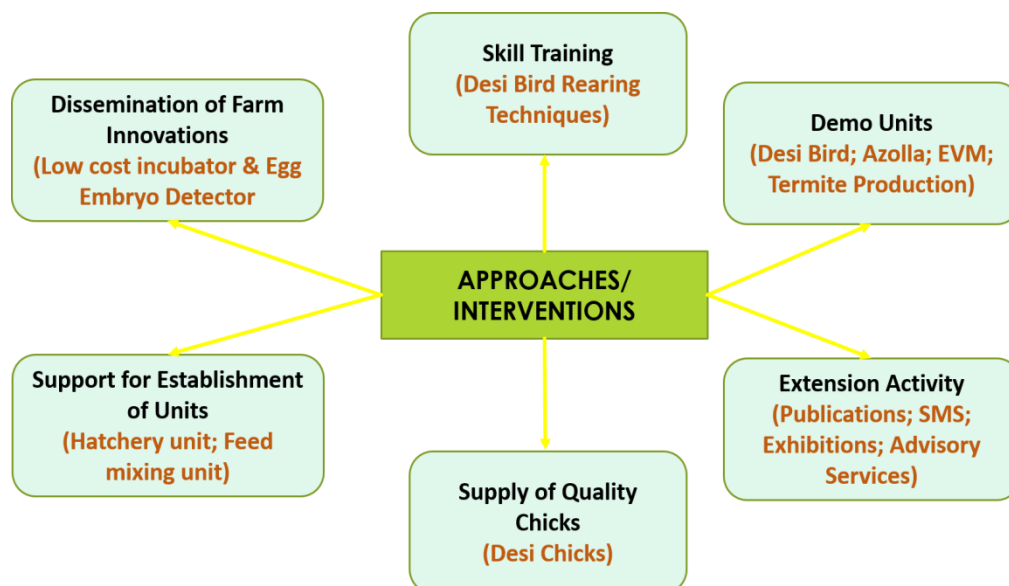 Skill Training
(Desi Bird Rearing
Techniques)
Dissemination of Farm
Innovations
(Low cost incubator & Egg
Embryo Detector
Demo Units
(Desi Bird; Azolla; EVM;
Termite Production)
APPROACHES/
INTERVENTIONS
Support for Establishment
of Units
(Hatchery unit; Feed
mixing unit)
Extension Activity
(Publications; SMS;
Exhibitions; Advisory
Services)
Supply of Quality
Chicks
(Desi Chicks)